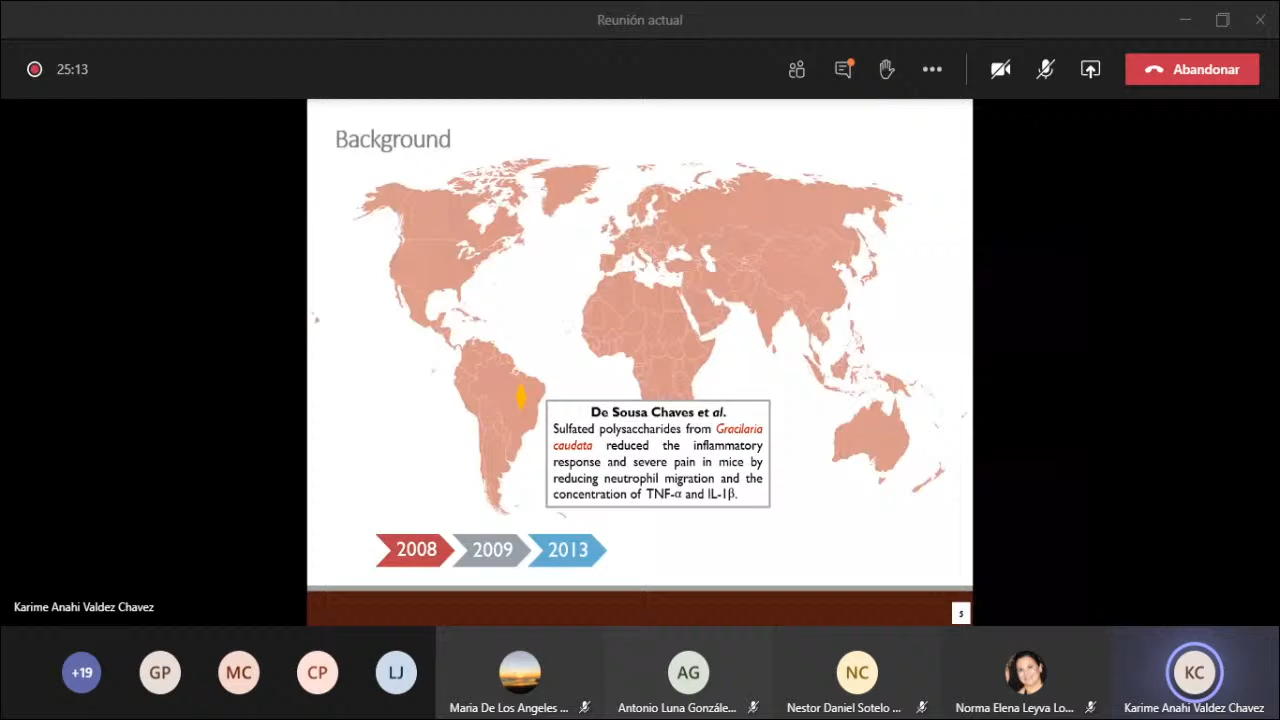 Reunión actual
25:13
Abandonar
Background
De Sousa Chaves et al.
Sulfated polysaccharides from Gracilaria
caudata reduced the inflammatory
response and severe pain in mice by
reducing neutrophil migration and the
concentration of TNF-α and IL-1β.
2008
2009
2013
Karime Anahi Valdez Chavez
5
+19
GP
MC
CP
LJ
AG
NC
KC
Maria De Los Angeles ...
Antonio Luna Gonzále...
Nestor Daniel Sotelo ...
Norma Elena Leyva Lo...
Karime Anahi Valdez Chavez